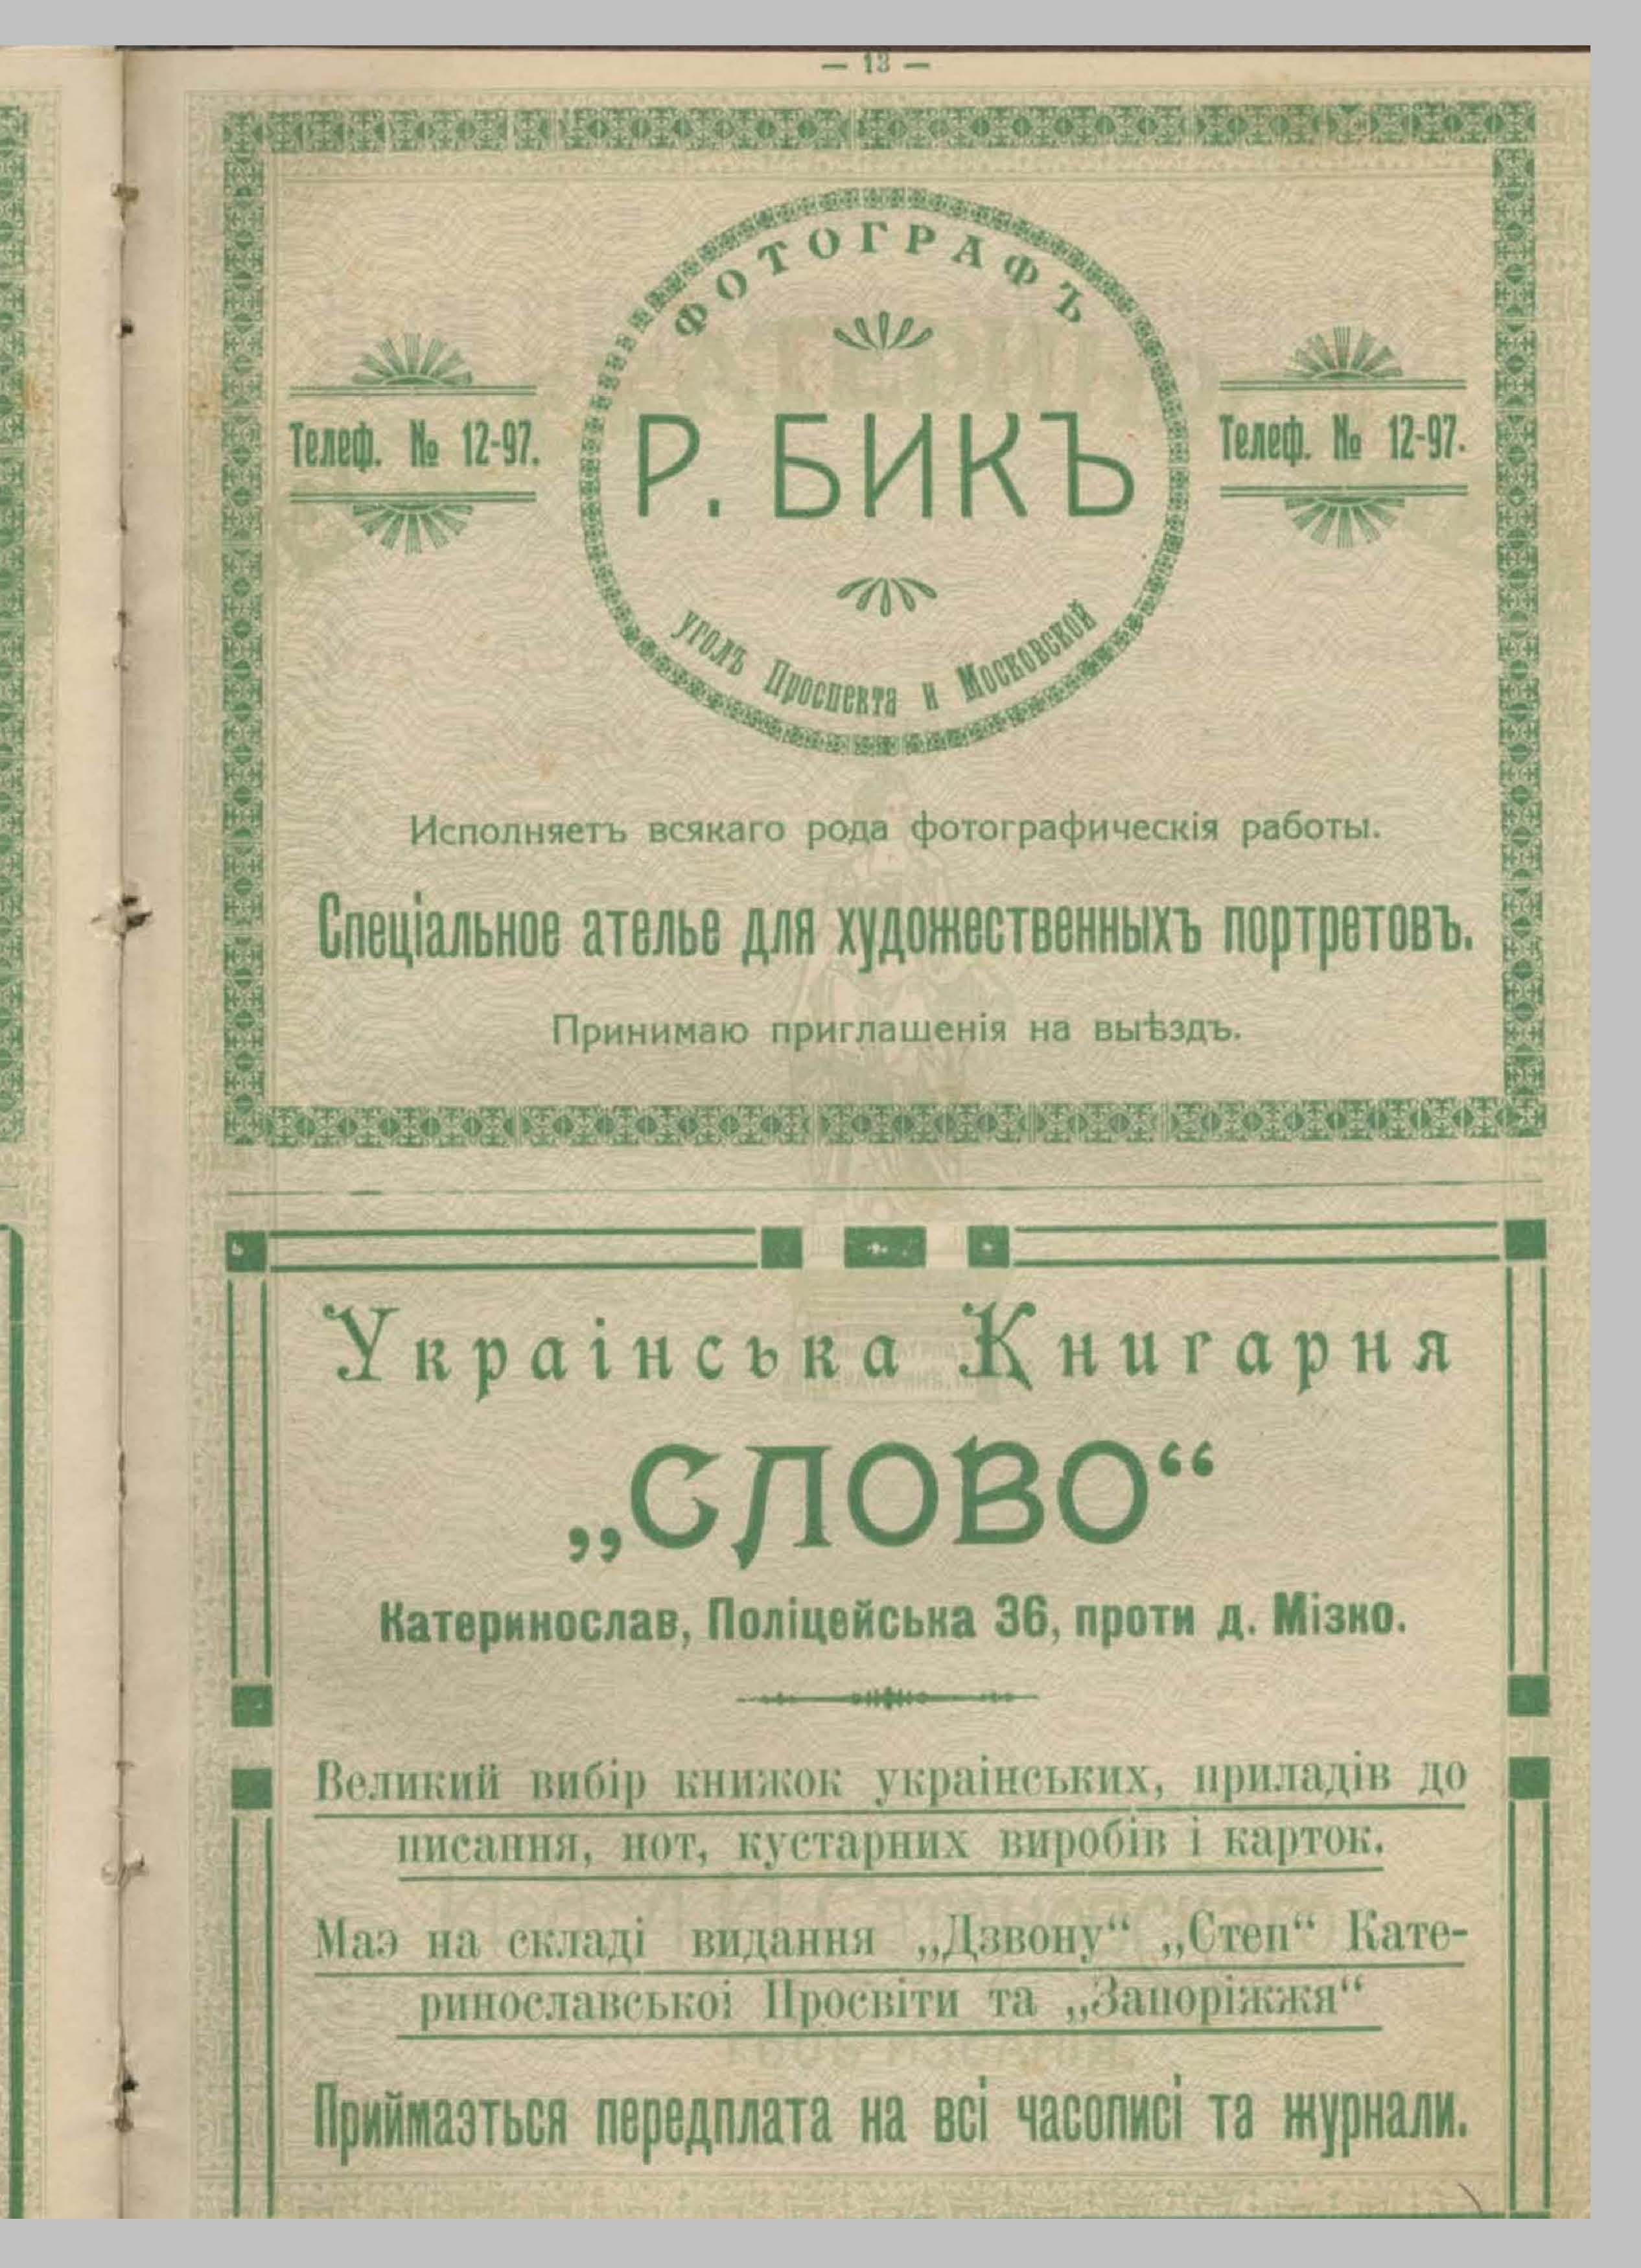 — 13 —
ФОТОГРАФЪ
Телеф. № 12-97.
Р. БИКЪ
Телеф. № 12-97.
уголъ Проспекта и Московской
Исполняетъ всякаго рода фотографическія работы.
Спеціальное ателье для художественныхъ портретовъ.
Принимаю приглашенія на выѣздъ.
Украінська Книгарня
„СЛОВО“
Катеринослав, Поліцейська 36, проти д. Мізко.
Великий вибір книжок украінських, приладів до
писання, нот, кустарних виробів і карток.
Маэ на складі видання „Дзвону“ „Степ“ Кате-
ринославськоі Просвіти та „Запоріжжя“
Приймаэться передплата на всі часописі та журнали.